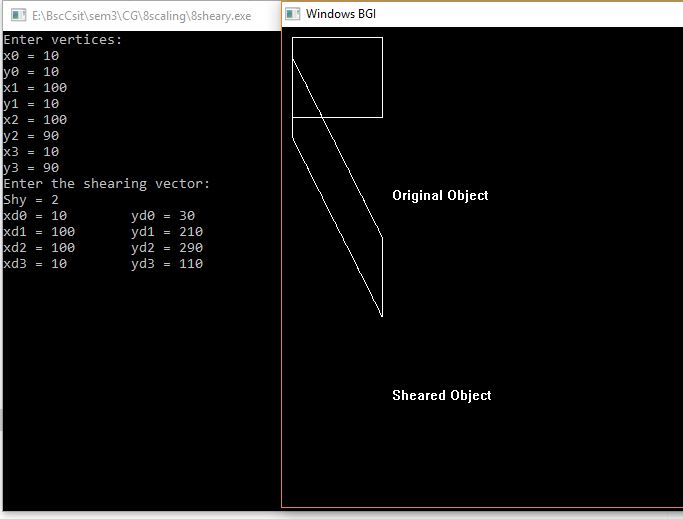 E:\BscCsit\sem3\CG\8scaling\8sheary.exe
Enter vertices:
x0 = 10
y0 = 10
x1 = 100
y1 = 10
x2 = 100
y2 = 90
x3 = 10
y3 = 90
Enter the shearing vector:
Shy = 2
xd0 = 10 yd0 = 30
xd1 = 100 yd1 = 210
xd2 = 100 yd2 = 290
xd3 = 10 yd3 = 110
Windows BGI
Original Object
Sheared Object